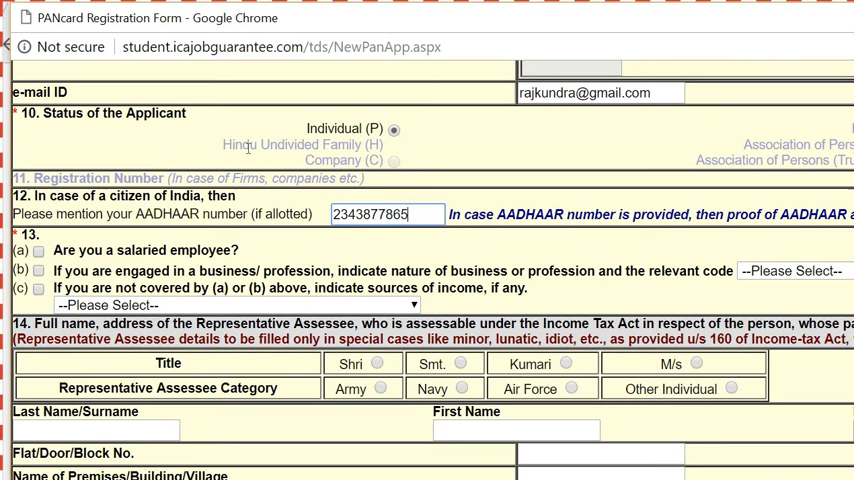 PANcard Registration Form - Google Chrome
Not secure student.icajobguarantee.com/tds/NewPanApp.aspx
e-mail ID rajkundra@gmail.com
* 10. Status of the Applicant
Individual (P)
Hindu Undivided Family (H) Association of Pers
Company (C) Association of Persons (Tru
11. Registration Number (In case of Firms, companies etc.)
12. In case of a citizen of India, then
Please mention your AADHAAR number (if allotted) 2343877865 In case AADHAAR number is provided, then proof of AADHAAR a
* 13.
(a) Are you a salaried employee?
(b) If you are engaged in a business/ profession, indicate nature of business or profession and the relevant code --Please Select--
(c) If you are not covered by (a) or (b) above, indicate sources of income, if any.
--Please Select--
14. Full name, address of the Representative Assessee, who is assessable under the Income Tax Act in respect of the person, whose pa
(Representative Assessee details to be filled only in special cases like minor, lunatic, idiot, etc., as provided u/s 160 of Income-tax Act,
Title Shri Smt. Kumari M/s
Representative Assessee Category Army Navy Air Force Other Individual
Last Name/Surname First Name
Flat/Door/Block No.
Name of Premises/Building/Village